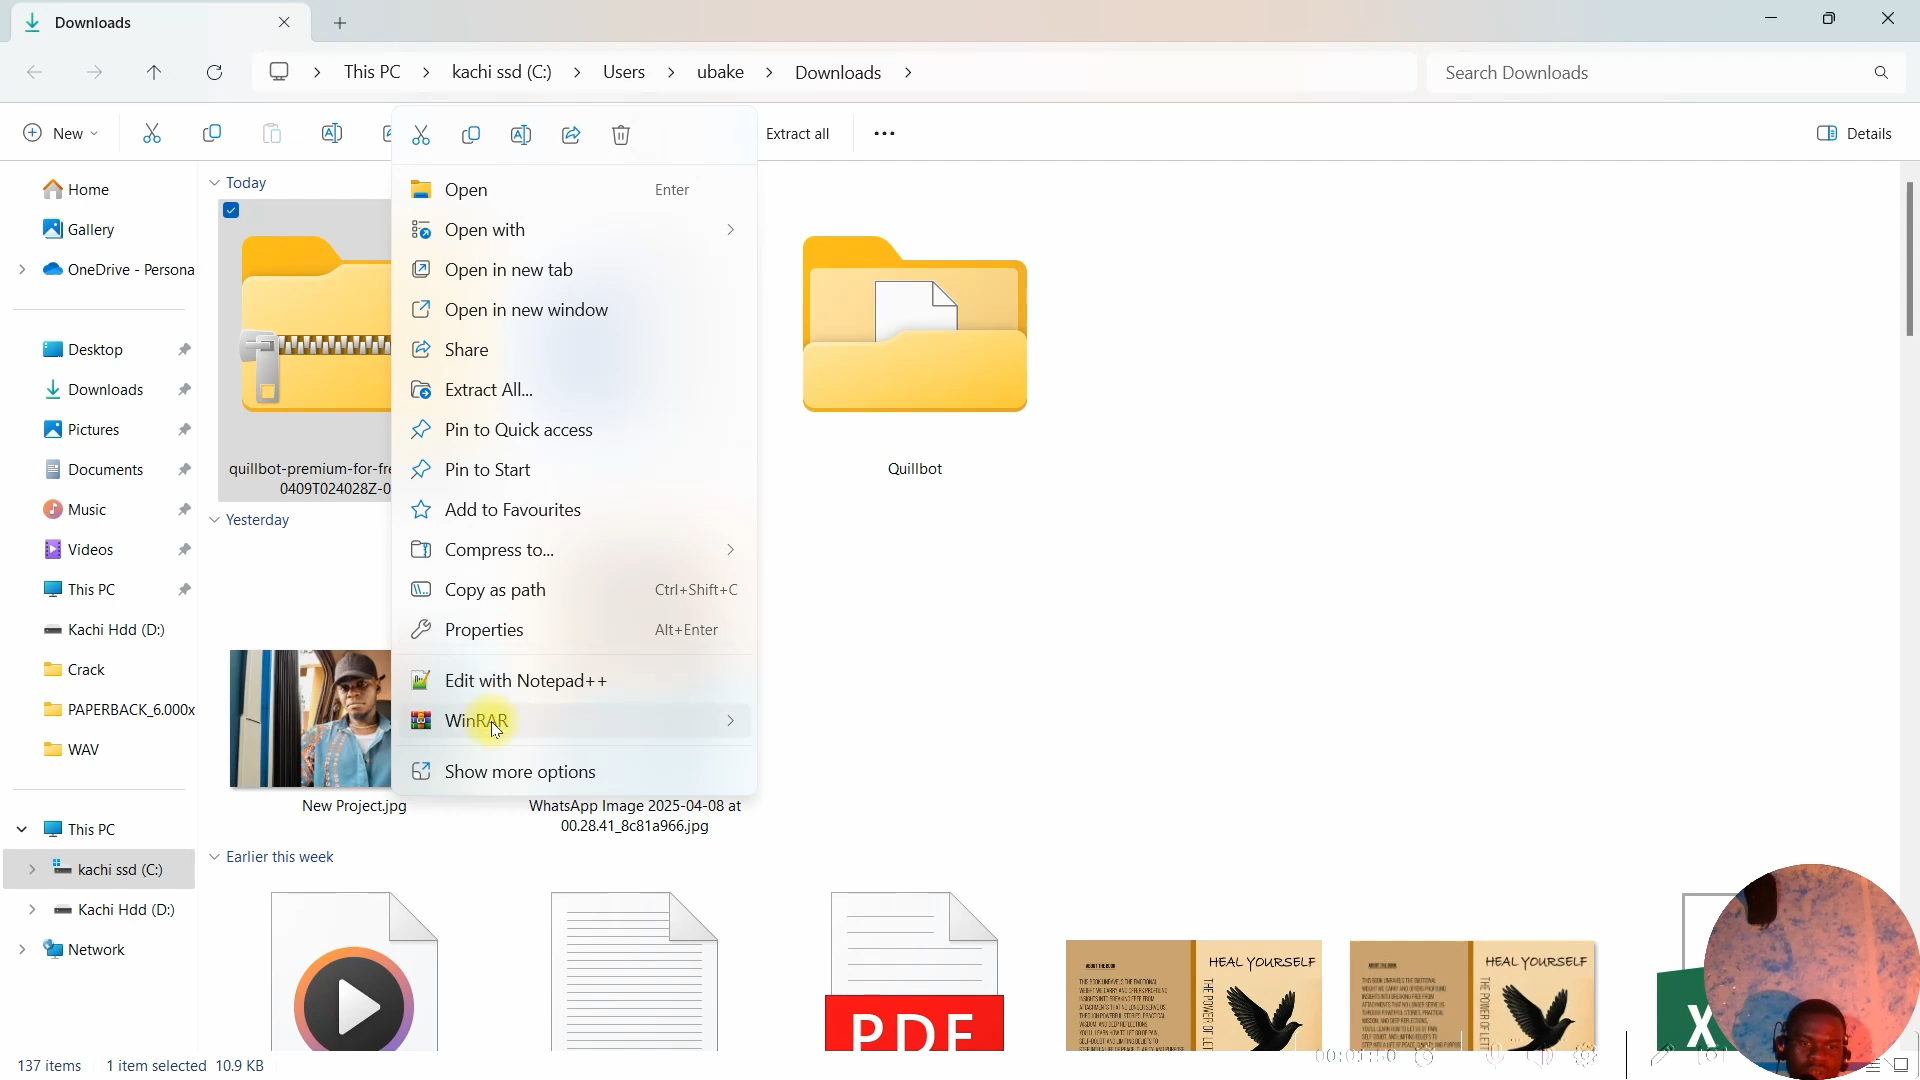 Downloads
This PC
kachi ssd (C:)
Users
ubake
Downloads
Search Downloads
New
Extract all
Details
Home
Gallery
OneDrive - Persona
Desktop
Downloads
Pictures
Documents
Music
Videos
This PC
Kachi Hdd (D:)
Crack
PAPERBACK_6.000x
WAV
This PC
kachi ssd (C:)
Kachi Hdd (D:)
Network
Today
quillbot-premium-for-fre
0409T024028Z-0
Open Enter
Open with
Open in new tab
Open in new window
Share
Extract All...
Pin to Quick access
Pin to Start
Add to Favourites
Compress to...
Copy as path Ctrl+Shift+C
Properties Alt+Enter
Edit with Notepad++
WinRAR
Show more options
Quillbot
Yesterday
New Project.jpg
WhatsApp Image 2025-04-08 at
00.28.41_8c81a966.jpg
Earlier this week
PDF
ABOUT THE BOOK
HEAL YOURSELF
THE POWER OF LET
ABOUT THE BOOK
HEAL YOURSELF
THE POWER OF LET
X
137 items
1 item selected 10.9 KB